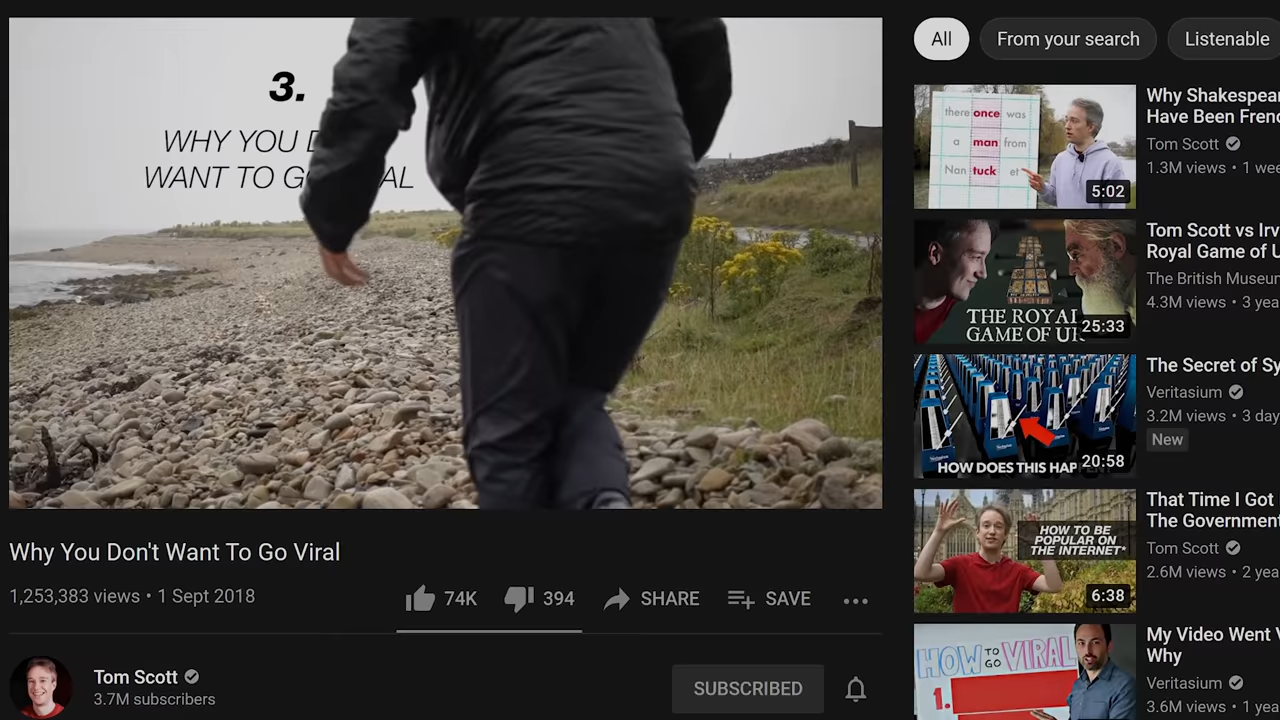 3.
WHY YOU D
WANT TO G AL
Why You Don't Want To Go Viral
1,253,383 views • 1 Sept 2018
74K
394
SHARE
SAVE
Tom Scott
3.7M subscribers
SUBSCRIBED
All
From your search
Listenable
there once was
a man from
Nan tuck et
5:02
Why Shakespear
Have Been Frenc
Tom Scott
1.3M views • 1 wee
THE ROYAL
GAME OF UR
25:33
Tom Scott vs Irv
Royal Game of U
The British Museum
4.3M views • 3 yea
HOW DOES THIS HAPPEN?
20:58
The Secret of Sy
Veritasium
3.2M views • 3 day
New
HOW TO BE
POPULAR ON
THE INTERNET*
6:38
That Time I Got
The Government
Tom Scott
2.6M views • 2 yea
HOW TO GO VIRAL
1.
My Video Went V
Why
Veritasium
3.6M views • 1 yea